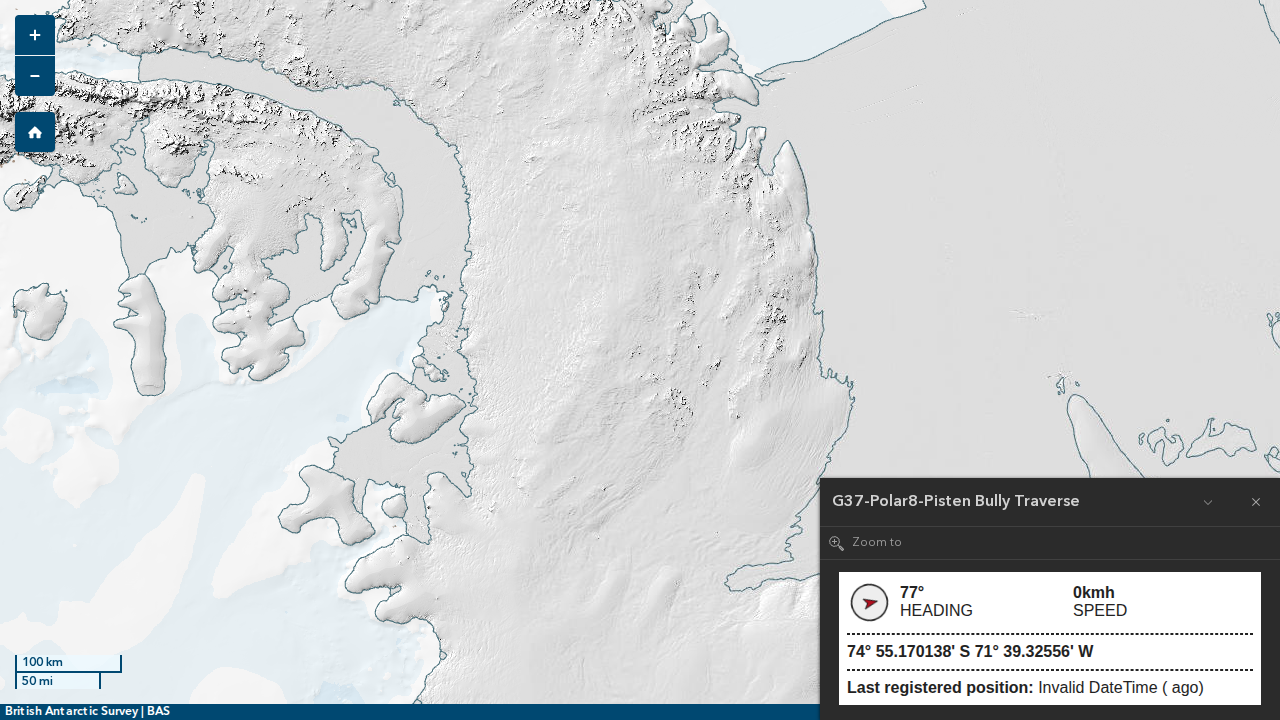 +
−
G37-Polar8-Pisten Bully Traverse
Zoom to
77° 0kmh
HEADING SPEED
74° 55.170138' S 71° 39.32556' W
Last registered position: Invalid DateTime ( ago)
100 km
50 mi
British Antarctic Survey | BAS